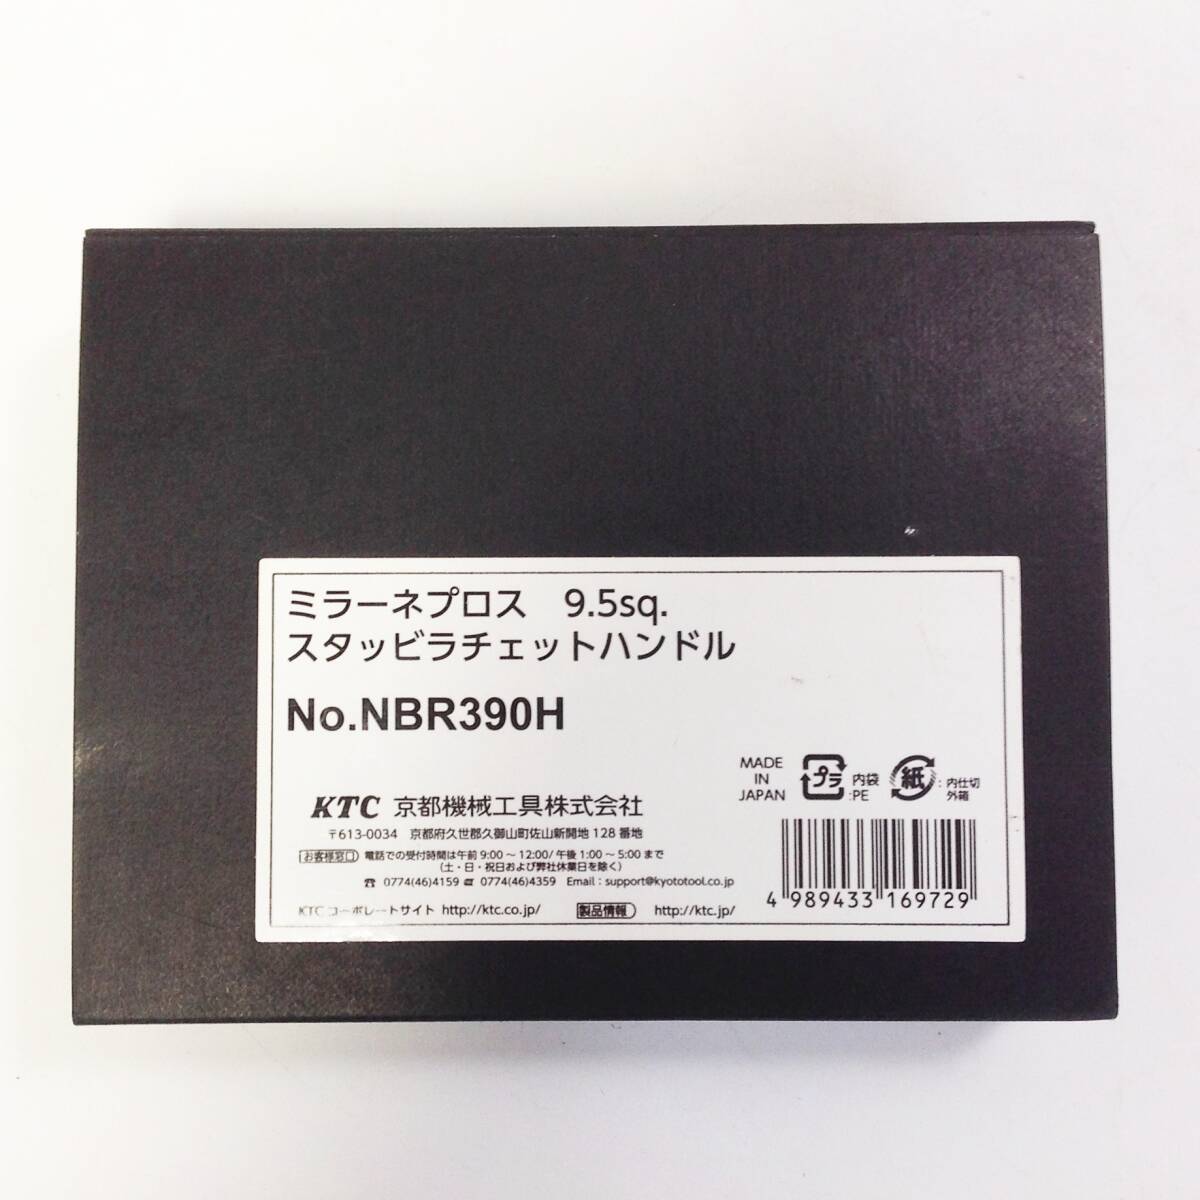 ミラーネプロス　9.5sq.
スタッビラチェットハンドル
No.NBR390H
MADE
IN
JAPAN
プラ
内袋
:PE
紙
:内仕切
外箱
KTC 京都機械工具株式会社
〒613-0034　京都府久世郡久御山町佐山新開地128番地
お客様窓口 電話での受付時間は午前9:00～12:00/午後1:00～5:00まで
(土・日・祝日および弊社休業日を除く)
☎ 0774(46)4159 📠 0774(46)4359　Email：support@kyototool.co.jp
KTC コーポレートサイト http://ktc.co.jp/　製品情報　http://ktc.jp/
4 989433 169729